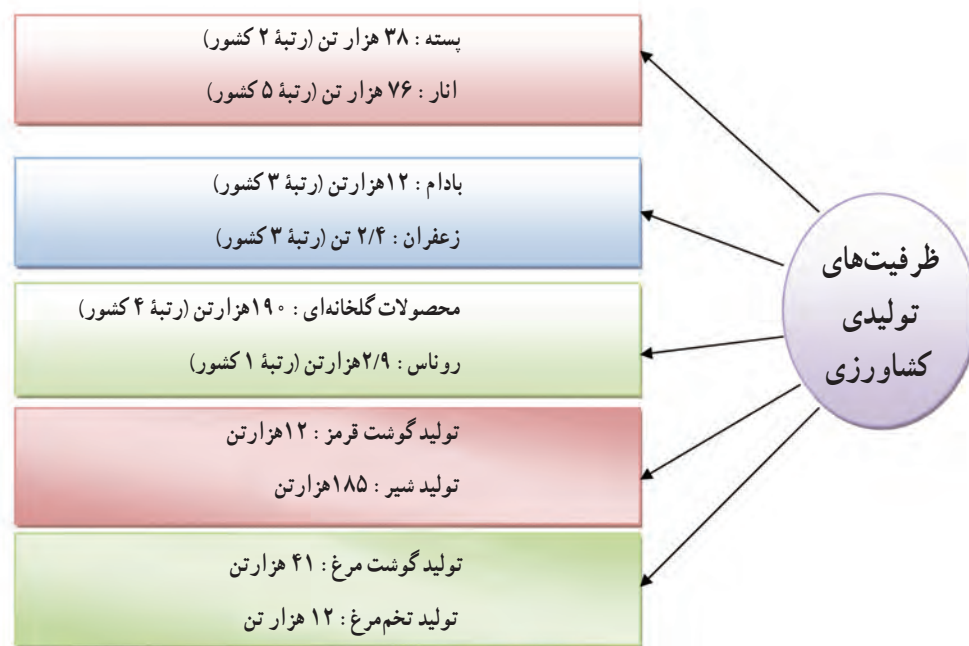 ظرفیت‌های
تولیدی
کشاورزی
پسته : ۳۸ هزار تن (رتبهٔ ۲ کشور)
انار : ۷۶ هزار تن (رتبهٔ ۵ کشور)
بادام : ۱۲هزارتن (رتبهٔ ۳ کشور)
زعفران : ۲/۴ تن (رتبهٔ ۳ کشور)
محصولات گلخانه‌ای : ۱۹۰هزارتن (رتبهٔ ۴ کشور)
روناس : ۲/۹هزارتن (رتبهٔ ۱ کشور)
تولید گوشت قرمز : ۱۲هزارتن
تولید شیر : ۱۸۵هزارتن
تولید گوشت مرغ : ۴۱ هزارتن
تولید تخم‌مرغ : ۱۲ هزار تن